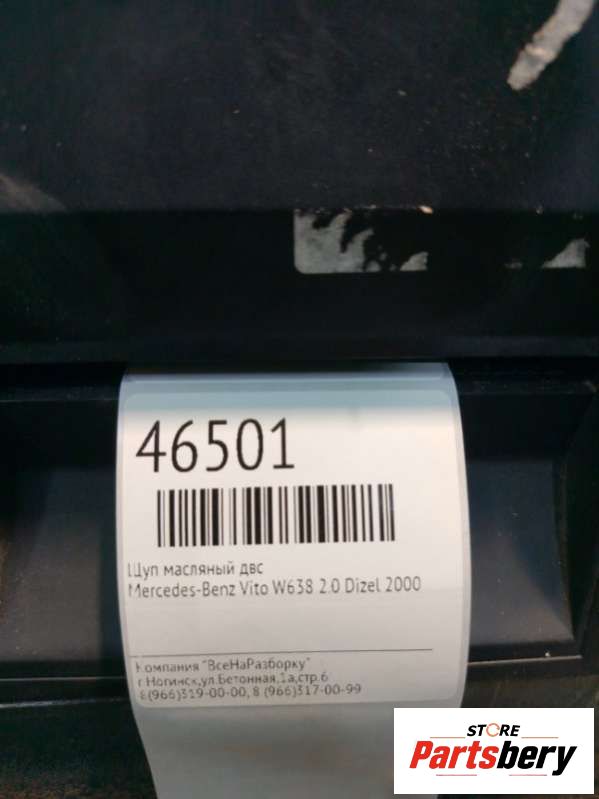 46501
Щуп масляный двс
Mercedes-Benz Vito W638 2.0 Dizel 2000
Компания "ВсеНаРазборку"
г.Ногинск,ул.Бетонная,1а,стр.6
8(966)319-00-00, 8 (966)317-00-99
STORE
Partsbery